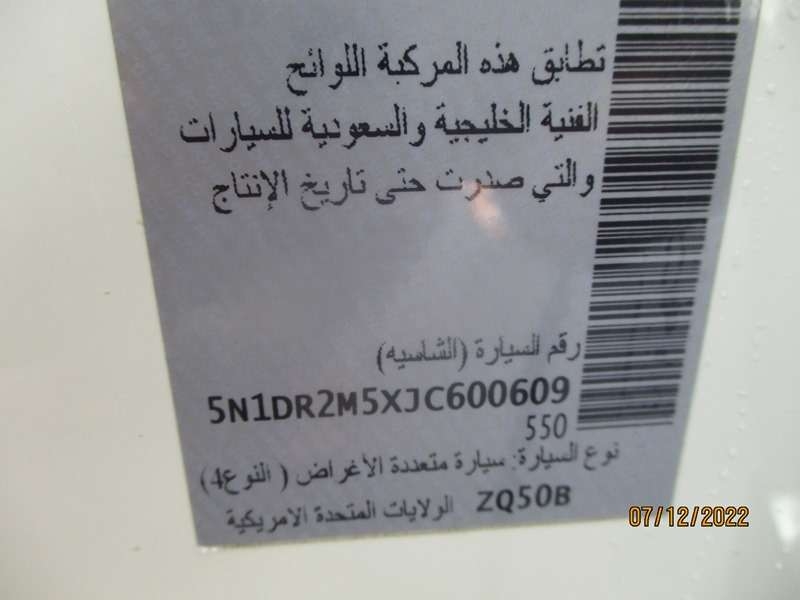 تطابق هذه المركبة اللوائح
الفنية الخليجية والسعودية للسيارات
والتي صدرت حتى تاريخ الإنتاج
رقم السيارة (الشاسيه)
5N1DR2M5XJC600609
550
نوع السيارة: سيارة متعددة الأغراض (النوع4)
ZQ50B الولايات المتحدة الامريكية
07/12/2022